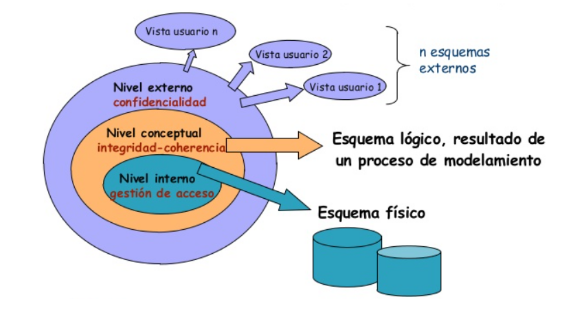 Vista usuario n
Vista usuario 2
Vista usuario 1
n esquemas
externos
Nivel externo
confidencialidad
Nivel conceptual
integridad-coherencia
Esquema lógico, resultado de
un proceso de modelamiento
Nivel interno
gestión de acceso
Esquema físico